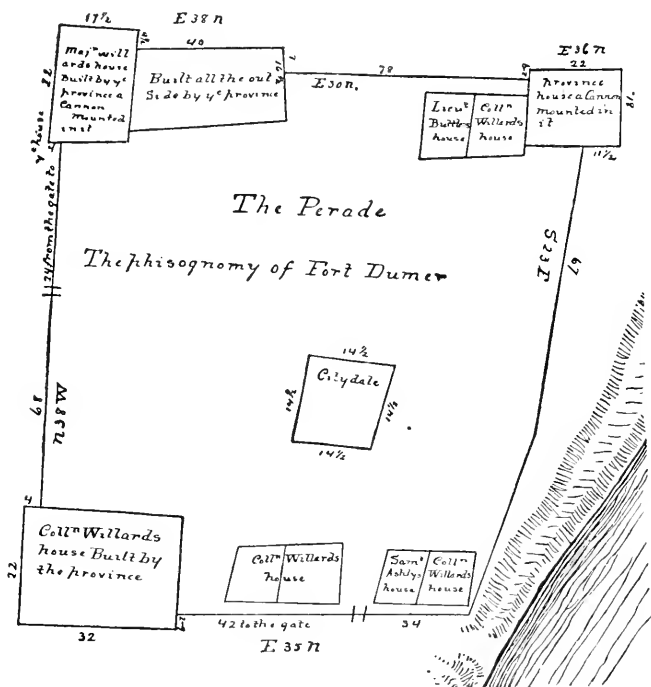 17½
E 38 N
22
Majʳ Will
ards house
Built by yᵉ
province a
Cannon
Mounted
in it
40
Built all the out
Side by yᵉ province
E 30 N.
78
E 36 N
22
Province
house a Cannon
mounted in
it
18
11½
Lieuᵗ
Butlers
house
Collⁿ
Willards
house
24 from the gate to
yᵉ house
The Perade
The phisognomy of Fort Dumer
S 23 E
67
14½
Citydale
14½
14½
14½
68
N 38 W
4
22
Collⁿ Willards
house Built by
the province
32
Collⁿ Willards
house
Samˡ
Ashlys
house
Collⁿ
Willards
house
42 to the gate
34
E 35 N